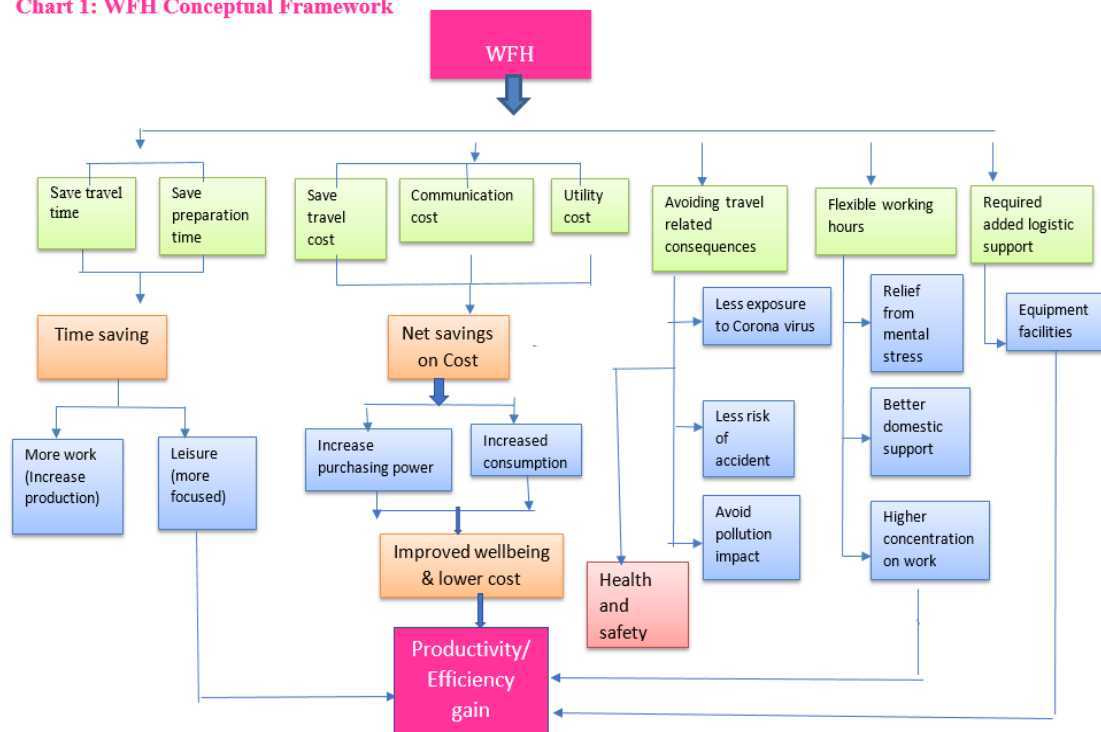 Chart 1: WFH Conceptual Framework
WFH
Save travel
time
Save
preparation
time
Save
travel
cost
Communication
cost
Utility
cost
Avoiding travel
related
consequences
Flexible working
hours
Required
added logistic
support
Time saving
Net savings
on Cost
Less exposure
to Corona virus
Relief
from
mental
stress
Equipment
facilities
More work
(Increase
production)
Leisure
(more
focused)
Increase
purchasing power
Increased
consumption
Less risk
of
accident
Better
domestic
support
Improved wellbeing
& lower cost
Avoid
pollution
impact
Higher
concentration
on work
Health
and
safety
Productivity/
Efficiency
gain